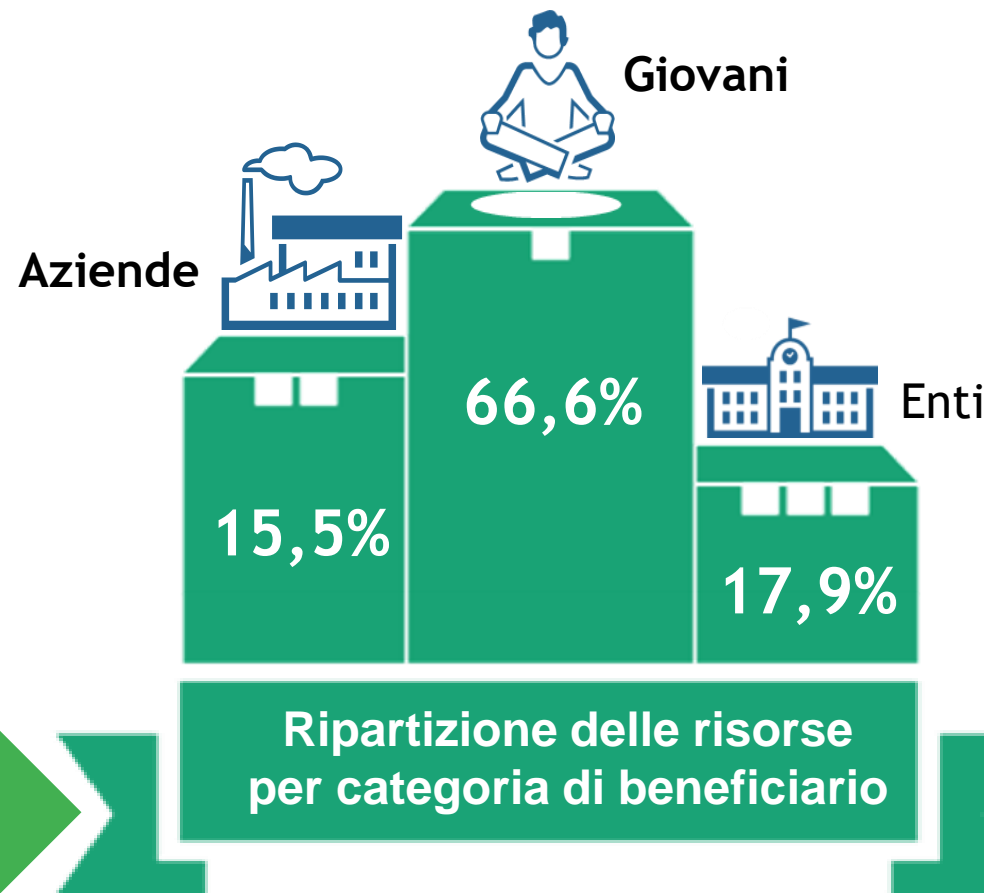 Giovani
Aziende
Enti
66,6%
15,5%
17,9%
Ripartizione delle risorse
per categoria di beneficiario